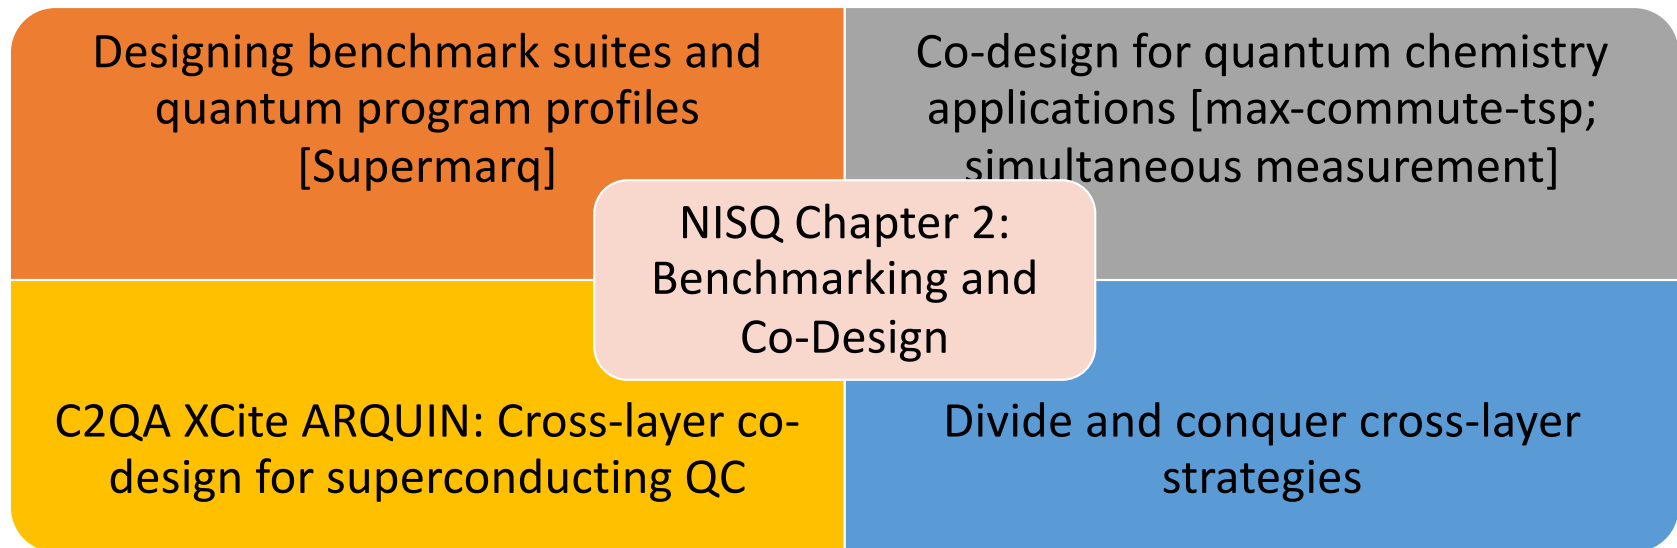 Designing benchmark suites and
quantum program profiles
[Supermarq]
Co-design for quantum chemistry
applications [max-commute-tsp;
simultaneous measurement]
NISQ Chapter 2:
Benchmarking and
Co-Design
C2QA XCite ARQUIN: Cross-layer co-
design for superconducting QC
Divide and conquer cross-layer
strategies